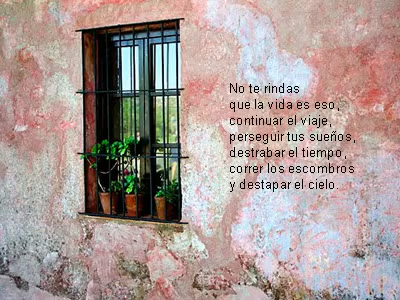 No te rindas
que la vida es eso,
continuar el viaje,
perseguir tus sueños,
destrabar el tiempo,
correr los escombros
y destapar el cielo.